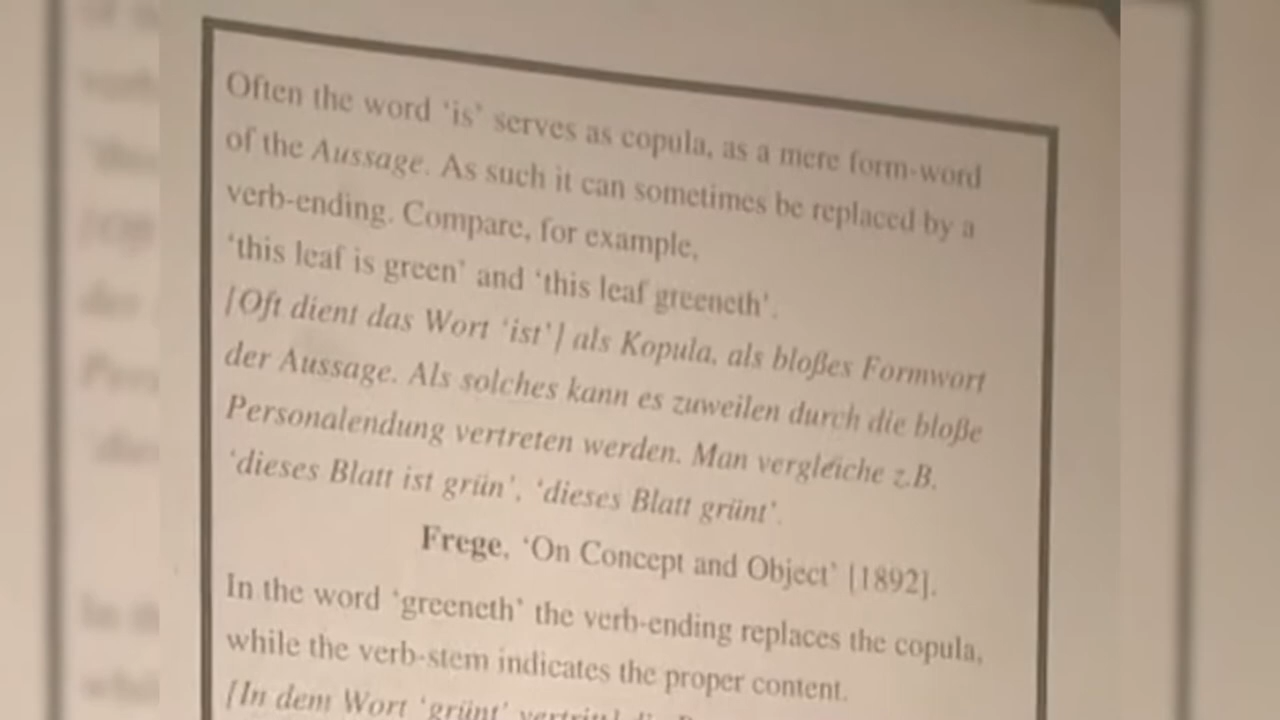 Often the word ‘is’ serves as copula, as a mere form-word
of the Aussage. As such it can sometimes be replaced by a
verb-ending. Compare, for example,
‘this leaf is green’ and ‘this leaf greeneth’.
[Oft dient das Wort ‘ist’] als Kopula, als bloßes Formwort
der Aussage. Als solches kann es zuweilen durch die bloße
Personalendung vertreten werden. Man vergleiche z.B.
‘dieses Blatt ist grün’, ‘dieses Blatt grünt’.
Frege, ‘On Concept and Object’ [1892].
In the word ‘greeneth’ the verb-ending replaces the copula,
while the verb-stem indicates the proper content.
[In dem Wort ‘grünt’